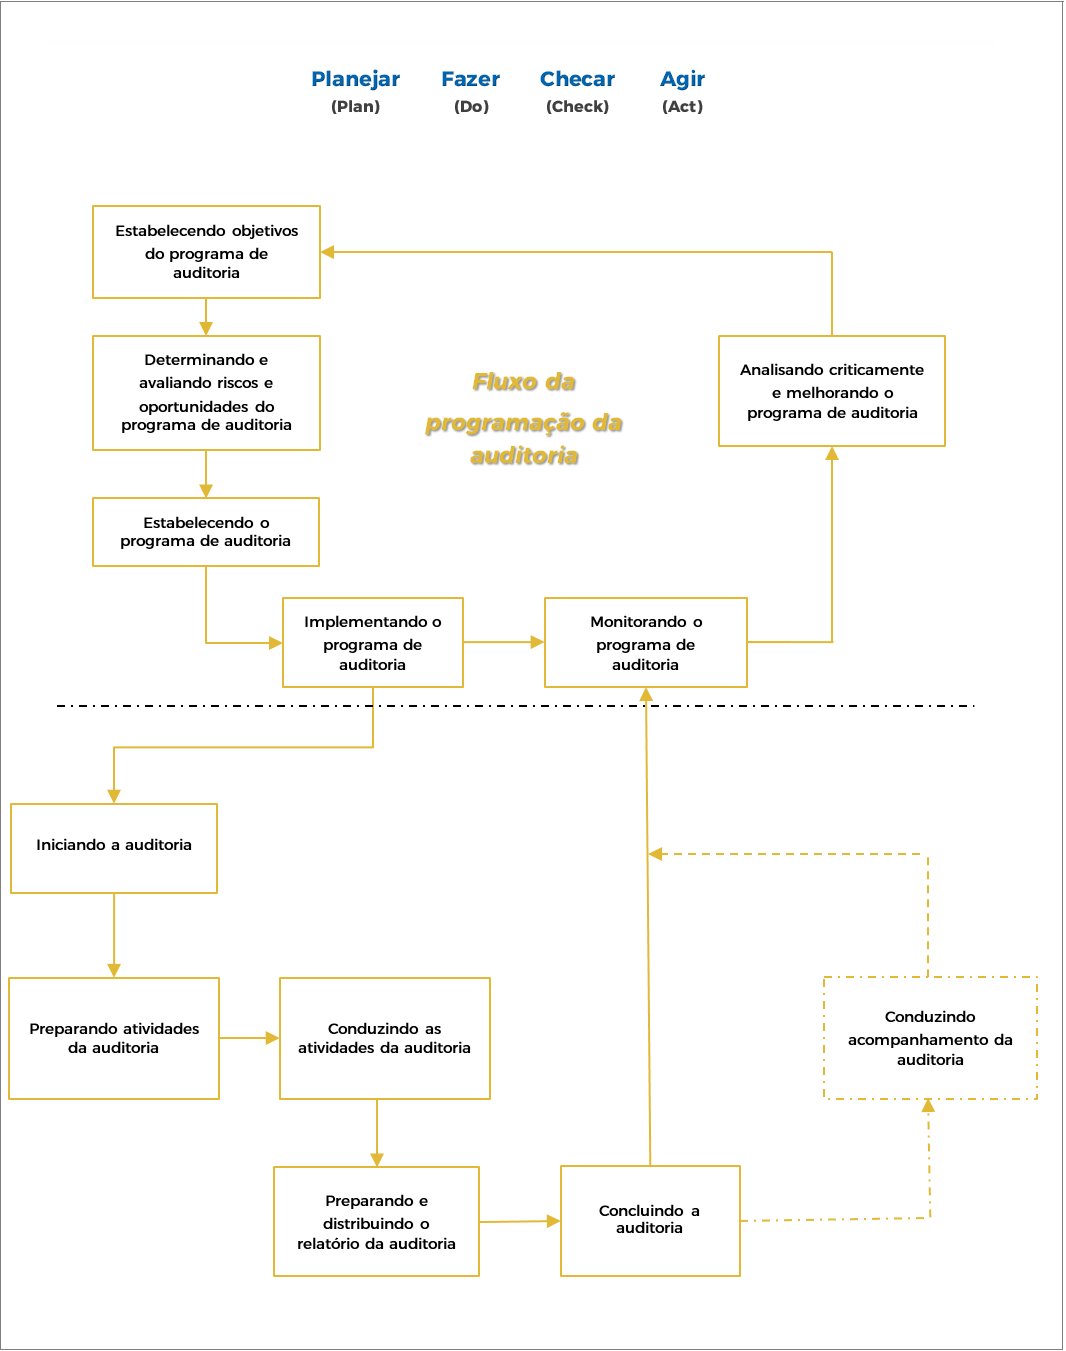 Planejar Fazer Checar Agir
(Plan) (Do) (Check) (Act)
Estabelecendo objetivos
do programa de
auditoria
Determinando e
avaliando riscos e
oportunidades do
programa de auditoria
Fluxo da
programação da
auditoria
Analisando criticamente
e melhorando o
programa de auditoria
Estabelecendo o
programa de auditoria
Implementando o
programa de
auditoria
Monitorando o
programa de
auditoria
Iniciando a auditoria
Preparando atividades
da auditoria
Conduzindo as
atividades da auditoria
Conduzindo
acompanhamento da
auditoria
Preparando e
distribuindo o
relatório da auditoria
Concluindo a
auditoria